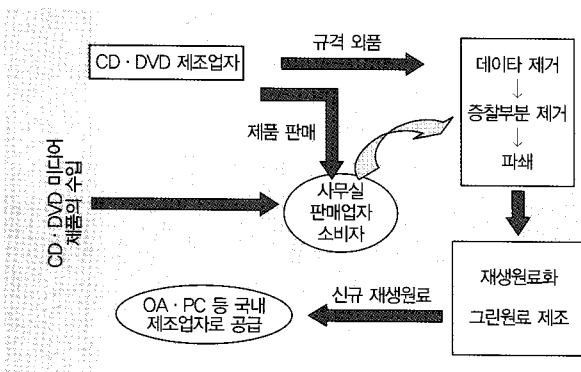 규격 외품
CD · DVD 제조업자
데이타 제거
↓
증찰부분 제거
↓
파쇄
제품 판매
CD · DVD 미디어
제품의 수입
사무실
판매업자
소비자
재생원료화
그린원료 제조
신규 재생원료
OA · PC 등 국내
제조업자로 공급